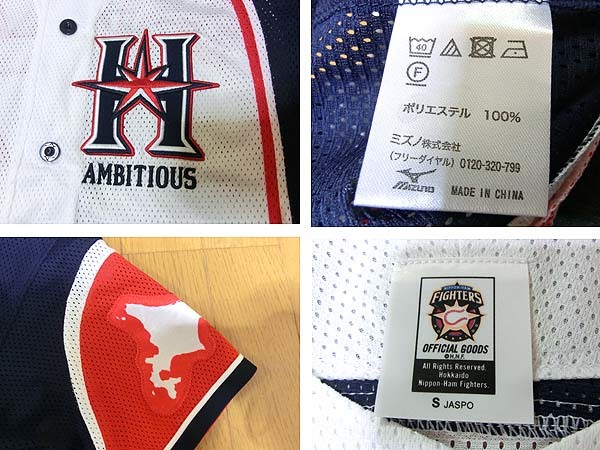 H
AMBITIOUS
40
F
ポリエステル 100%
ミズノ株式会社
(フリーダイヤル) 0120-320-799
MIZUNO MADE IN CHINA
NIPPON-HAM
FIGHTERS
OFFICIAL GOODS
©H.N.F.
All Rights Reserved.
Hokkaido
Nippon-Ham Fighters.
S JASPO